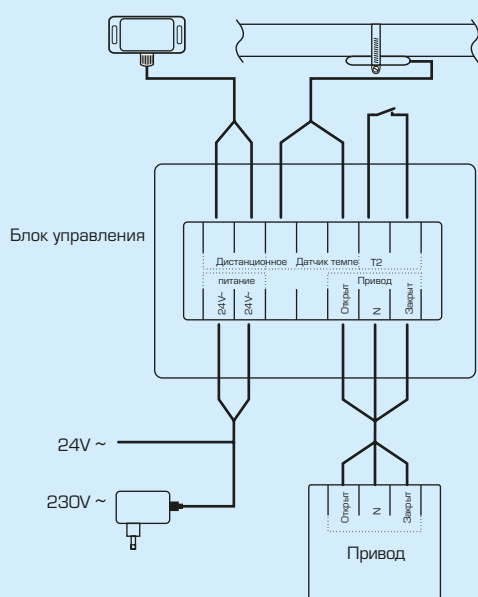 Блок управления
Дистанционное Датчик темпе T2
питание Привод
24V~ 24V~ Открыт N Закрыт
24V ~
230V ~
Открыт N Закрыт
Привод